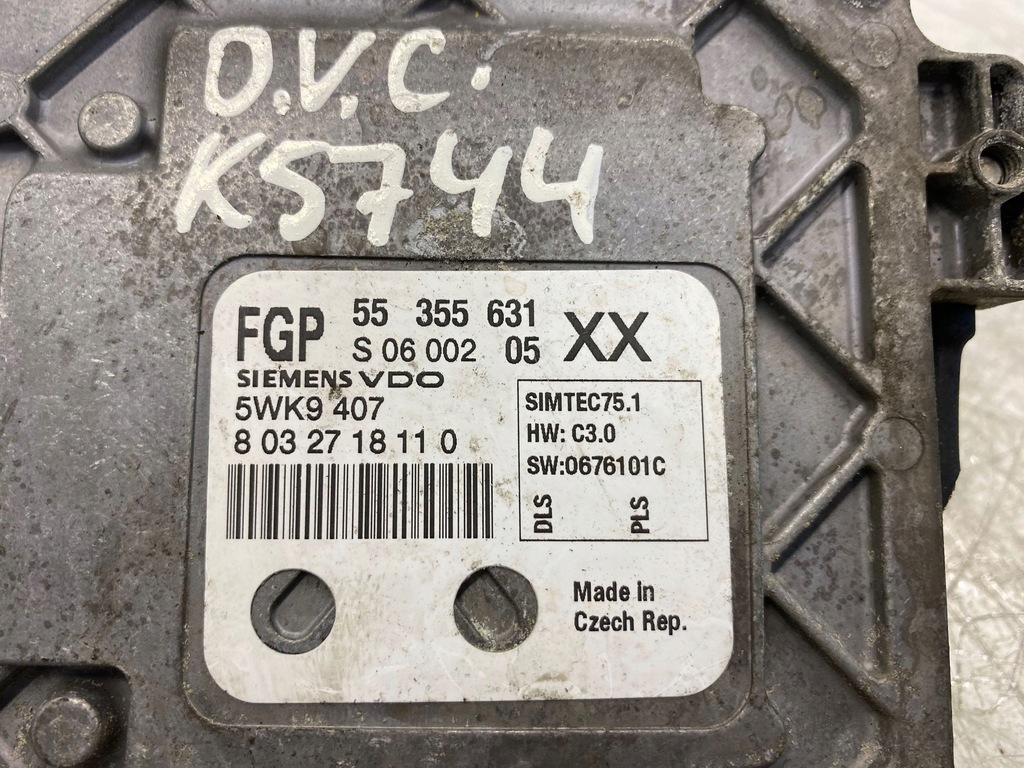 O.V.C.
K5744
FGP 55 355 631 XX
S 06 002 05
SIEMENS VDO
5WK9 407
8 03 27 18 11 0
SIMTEC75.1
HW: C3.0
SW:0676101C
DLS PLS
Made in
Czech Rep.